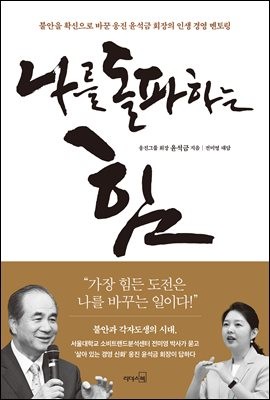 불안을 확신으로 바꾼 웅진 윤석금 회장의 인생 경영 멘토링
나를
돌파하는
힘
웅진그룹 회장 윤석금 지음 | 전미영 대담
“가장 힘든 도전은
나를 바꾸는 일이다!”
불안과 각자도생의 시대,
서울대학교 소비트렌드분석센터 전미영 박사가 묻고
‘살아 있는 경영 신화’ 웅진 윤석금 회장이 답하다
리더스북